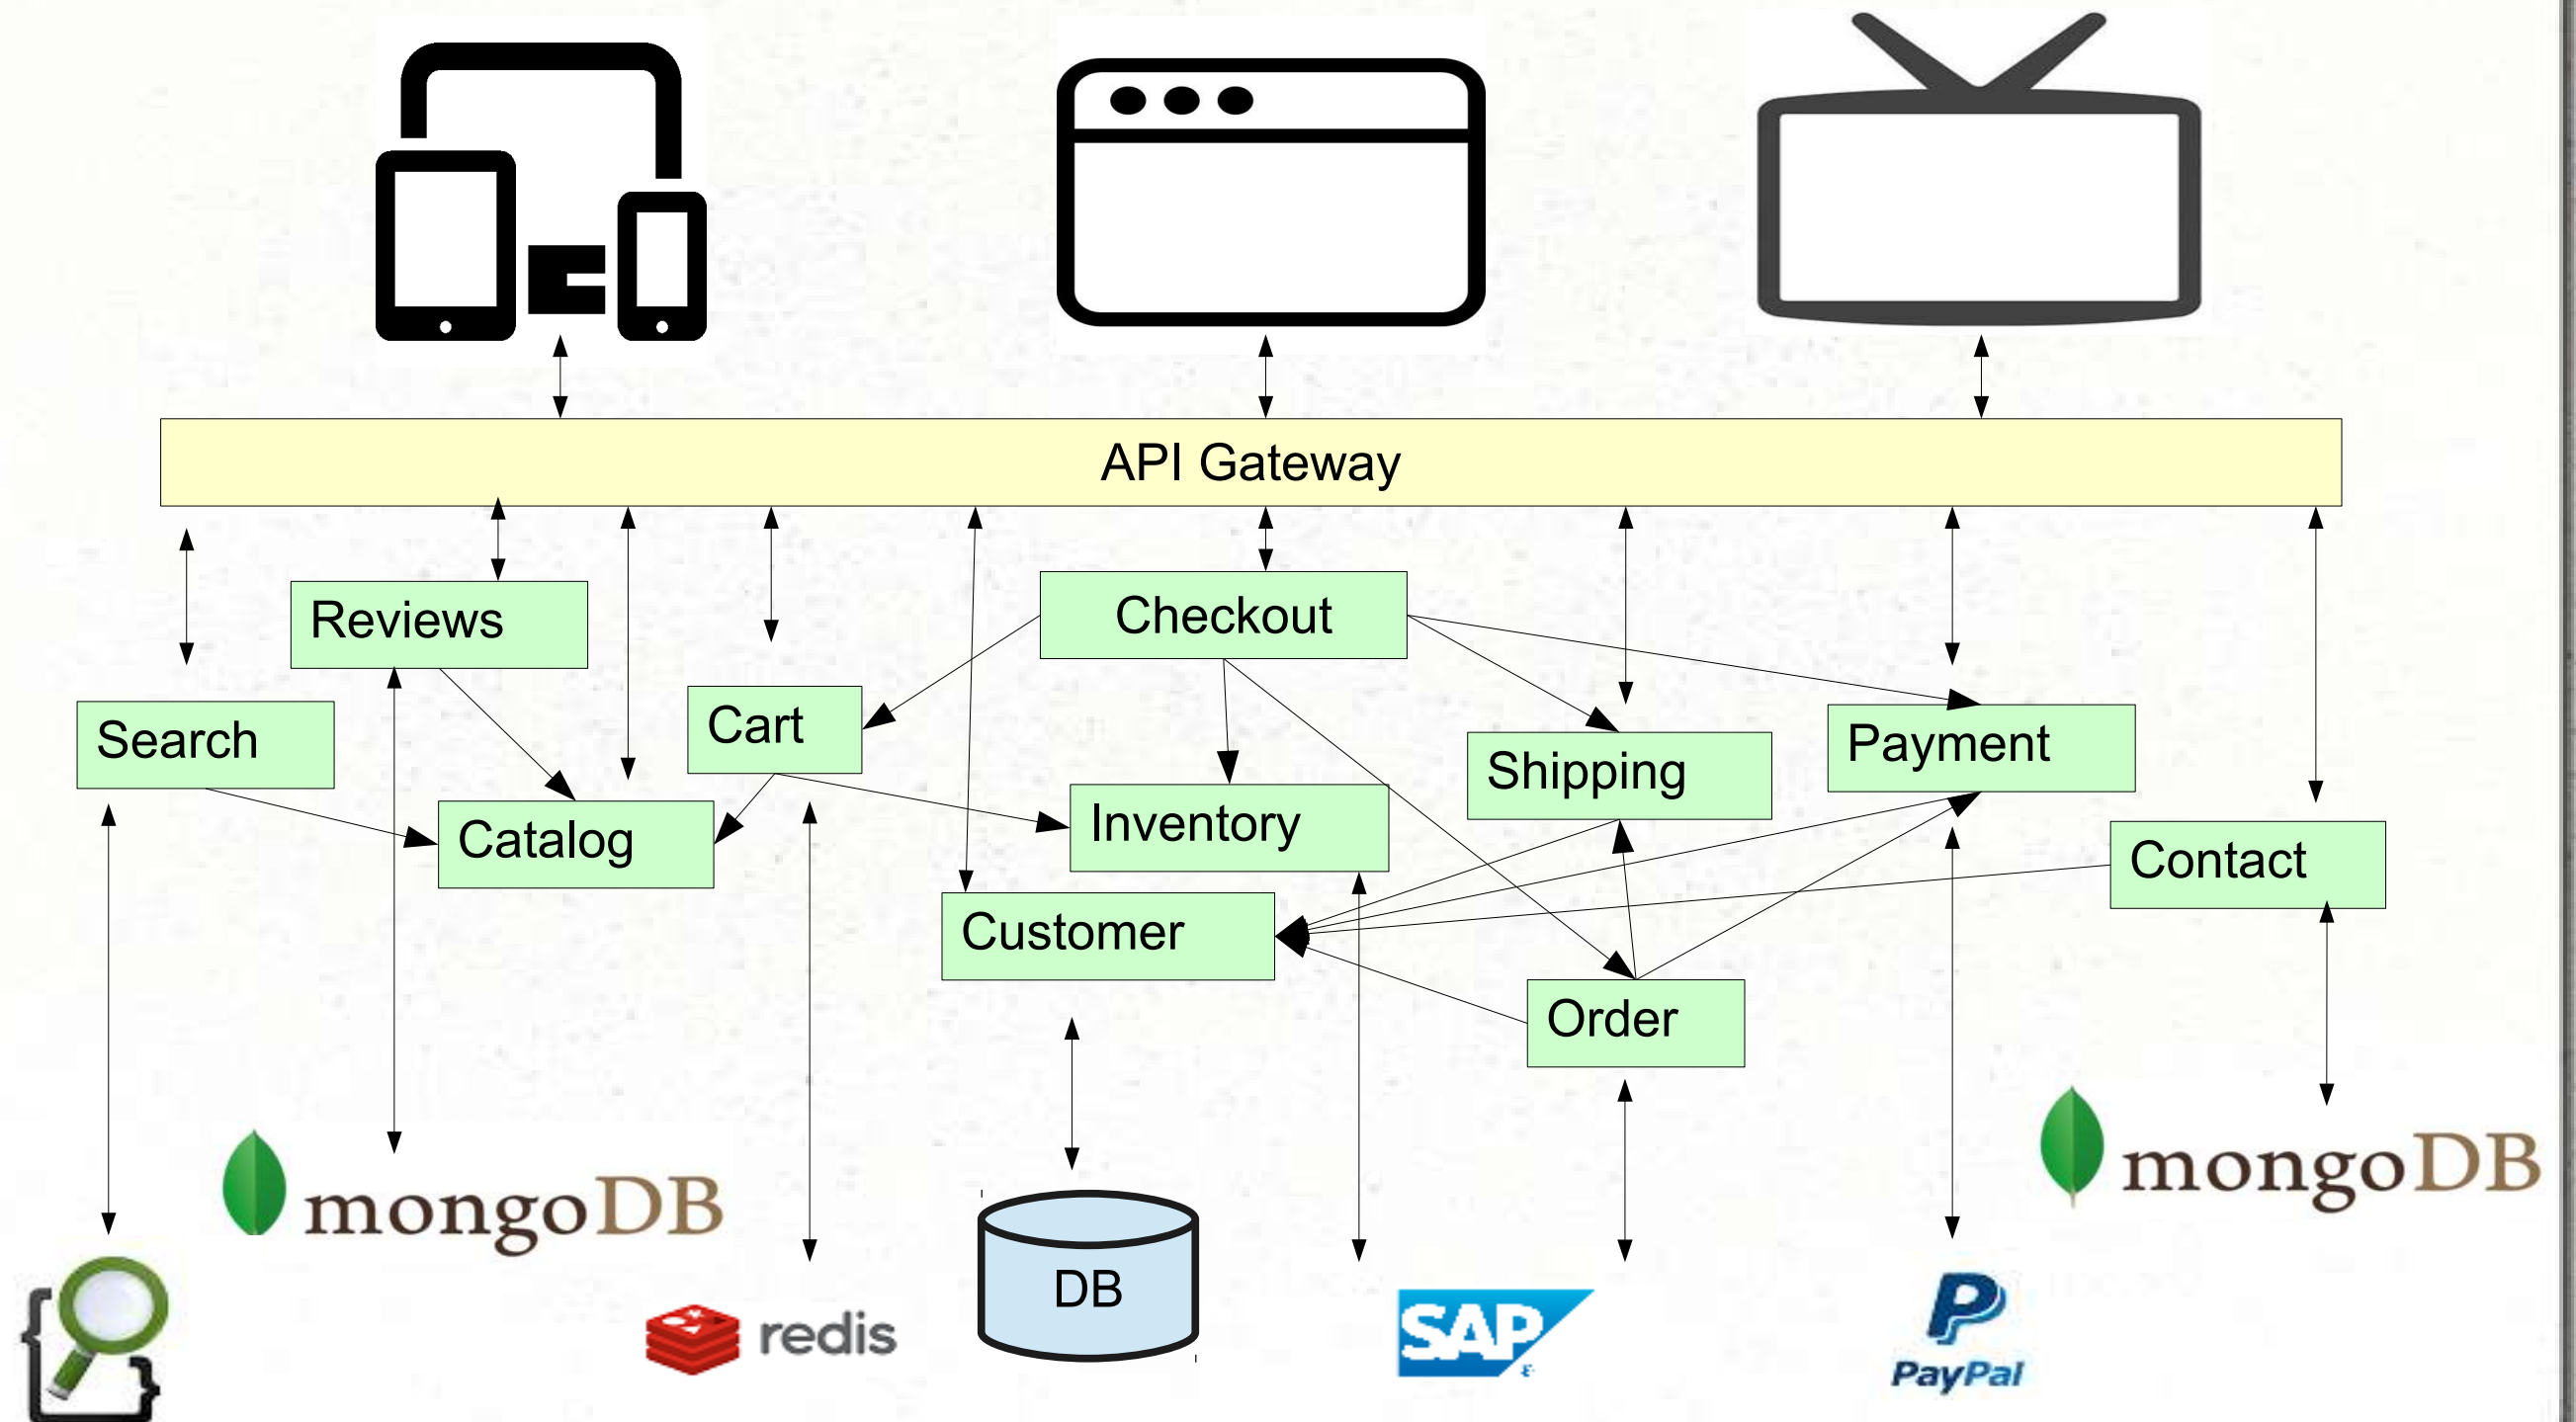 API Gateway
Reviews
Checkout
Search
Cart
Shipping
Payment
Catalog
Inventory
Contact
Customer
Order
mongoDB
mongoDB
redis
DB
SAP
PayPal